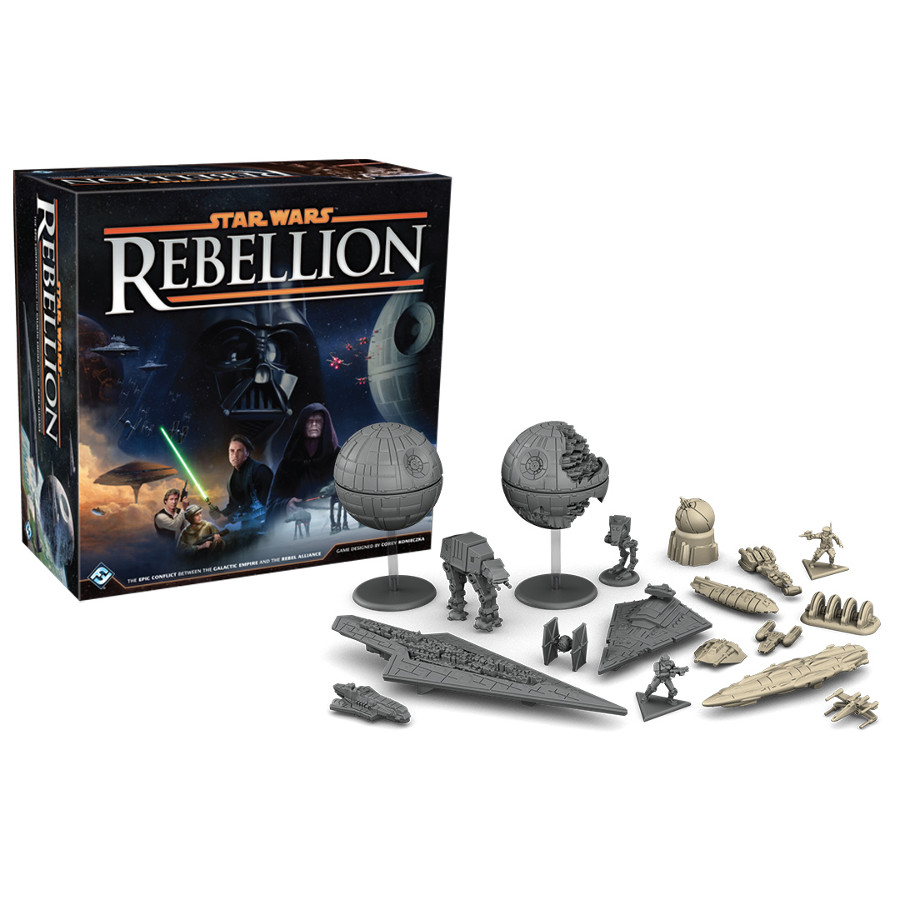 STAR WARS
REBELLION
THE EPIC CONFLICT BETWEEN THE GALACTIC EMPIRE AND THE REBEL ALLIANCE
GAME DESIGNED BY COREY KONIECZKA
STAR WARS
REBELLION
REBELLION